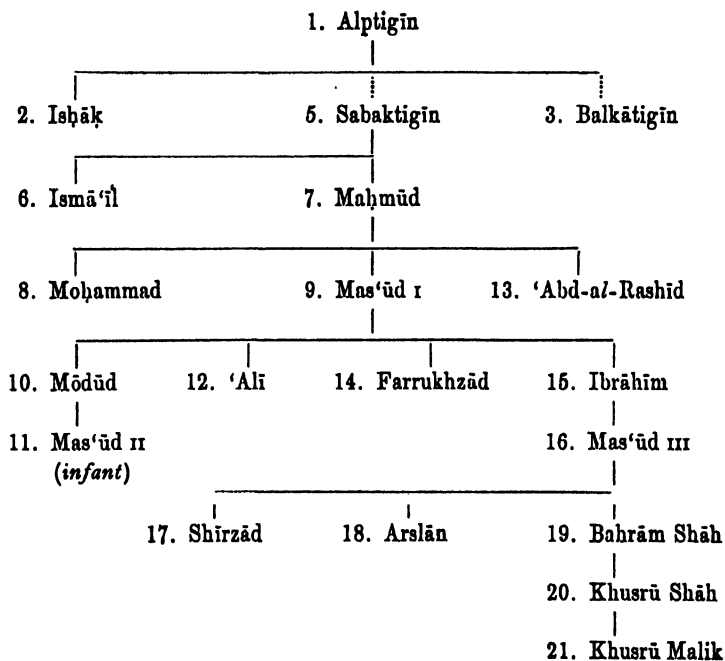 1. Alptigīn
2. Isḥāḳ 5. Sabaktigīn 3. Balkātigīn
6. Ismā‘īl 7. Maḥmūd
8. Moḥammad 9. Mas‘ūd I 13. ‘Abd-al-Rashīd
10. Mōdūd 12. ‘Alī 14. Farrukhzād 15. Ibrāhīm
11. Mas‘ūd II 16. Mas‘ūd III
(infant)
17. Shīrzād 18. Arslān 19. Bahrām Shāh
20. Khusrū Shāh
21. Khusrū Malik